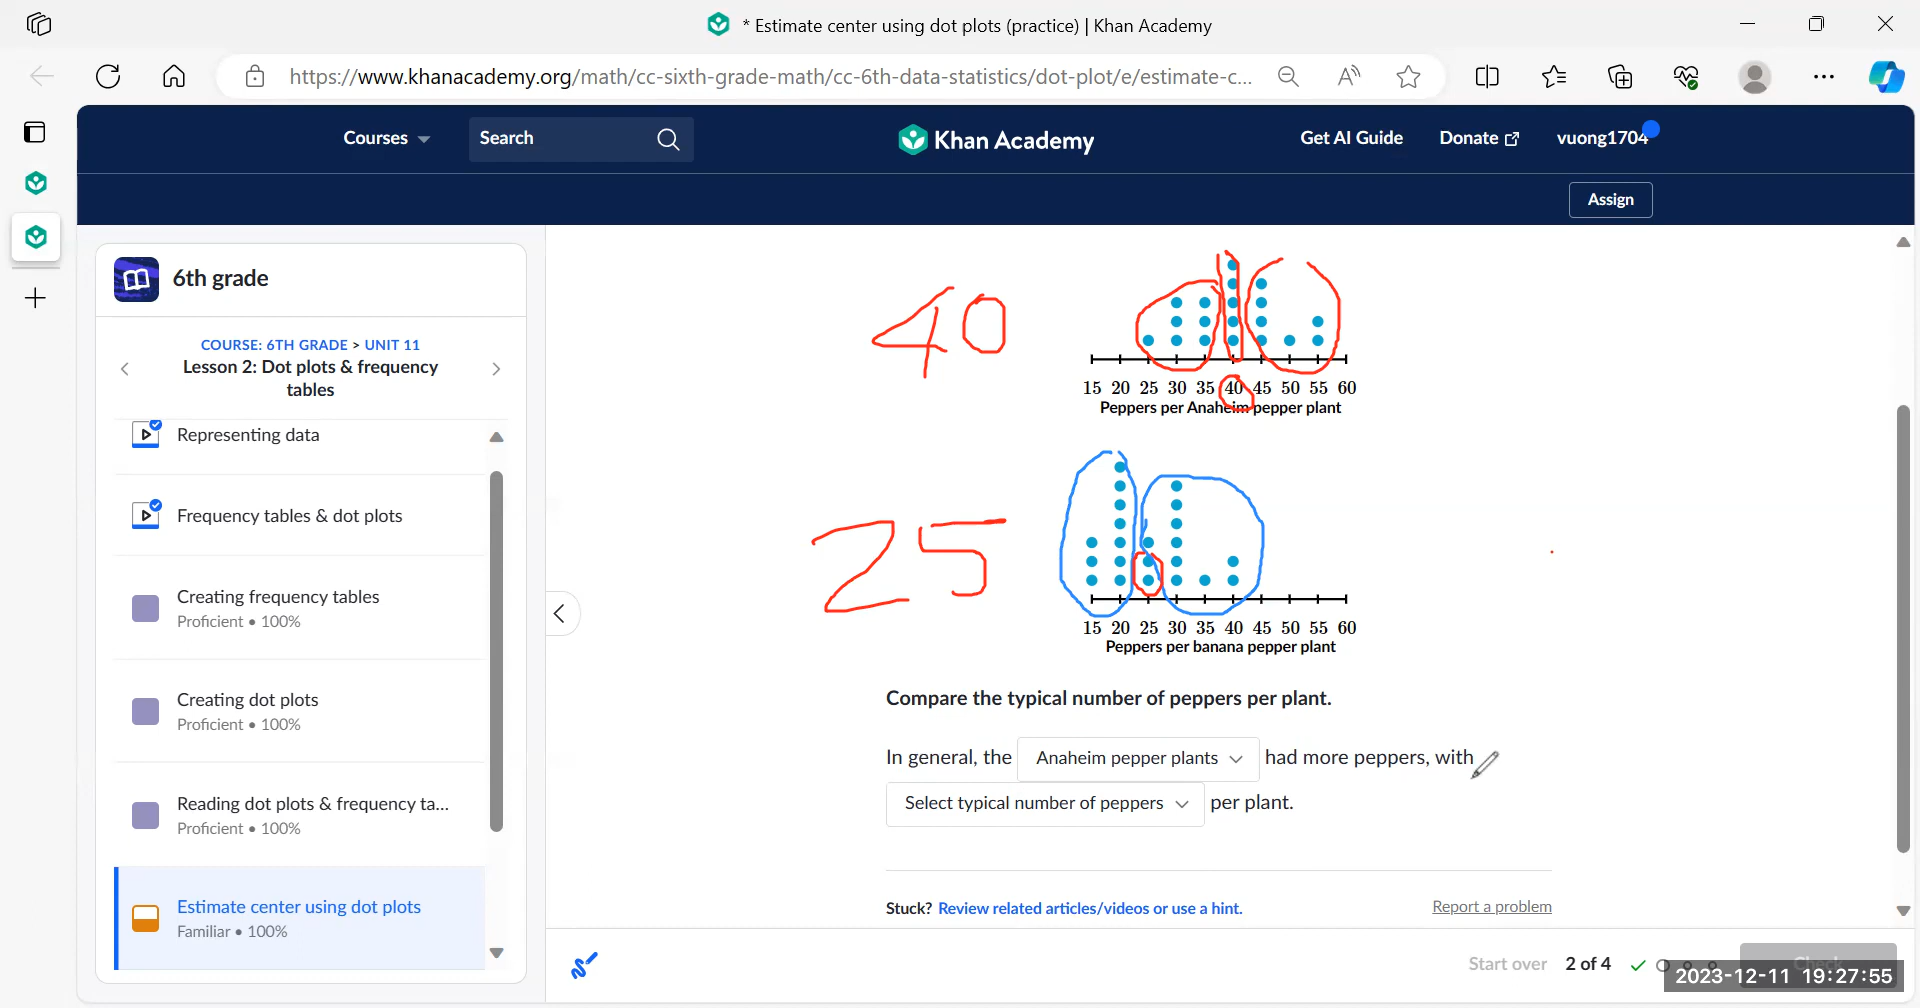 * Estimate center using dot plots (practice) | Khan Academy
https://www.khanacademy.org/math/cc-sixth-grade-math/cc-6th-data-statistics/dot-plot/e/estimate-c...
Courses
Search
Khan Academy
Get AI Guide
Donate
vuong1704
Assign
6th grade
COURSE: 6TH GRADE > UNIT 11
Lesson 2: Dot plots & frequency
tables
Representing data
Frequency tables & dot plots
Creating frequency tables
Proficient • 100%
Creating dot plots
Proficient • 100%
Reading dot plots & frequency ta...
Proficient • 100%
Estimate center using dot plots
Familiar • 100%
40
15 20 25 30 35 40 45 50 55 60
Peppers per Anaheim pepper plant
25
15 20 25 30 35 40 45 50 55 60
Peppers per banana pepper plant
Compare the typical number of peppers per plant.
In general, the Anaheim pepper plants had more peppers, with
Select typical number of peppers per plant.
Stuck? Review related articles/videos or use a hint.
Report a problem
Start over 2 of 4
Check
2023-12-11 19:27:55